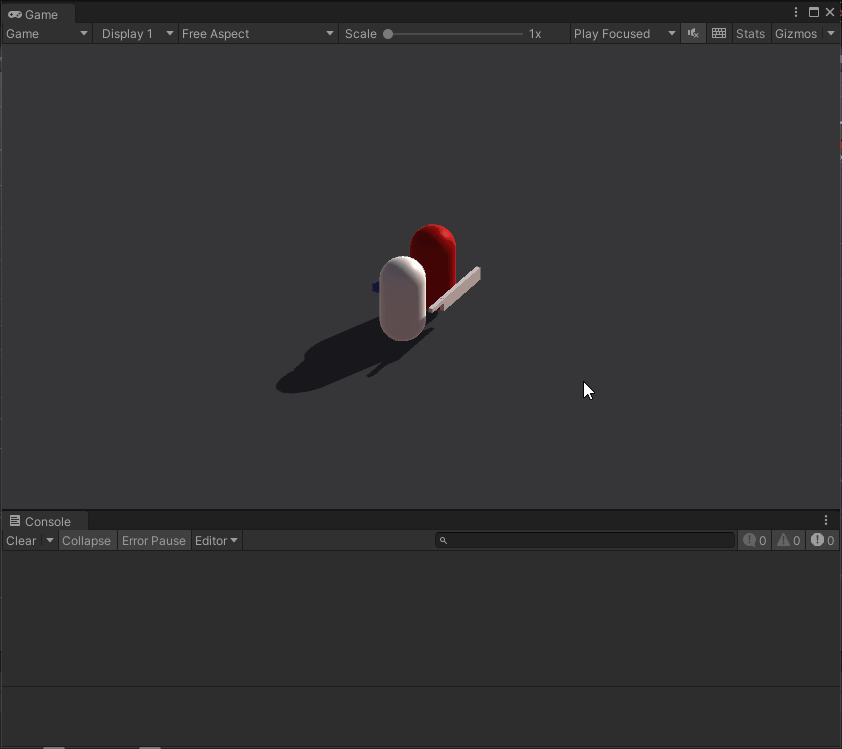 Game
Game Display 1 Free Aspect Scale 1x Play Focused Stats Gizmos
Console
Clear Collapse Error Pause Editor 0 0 0